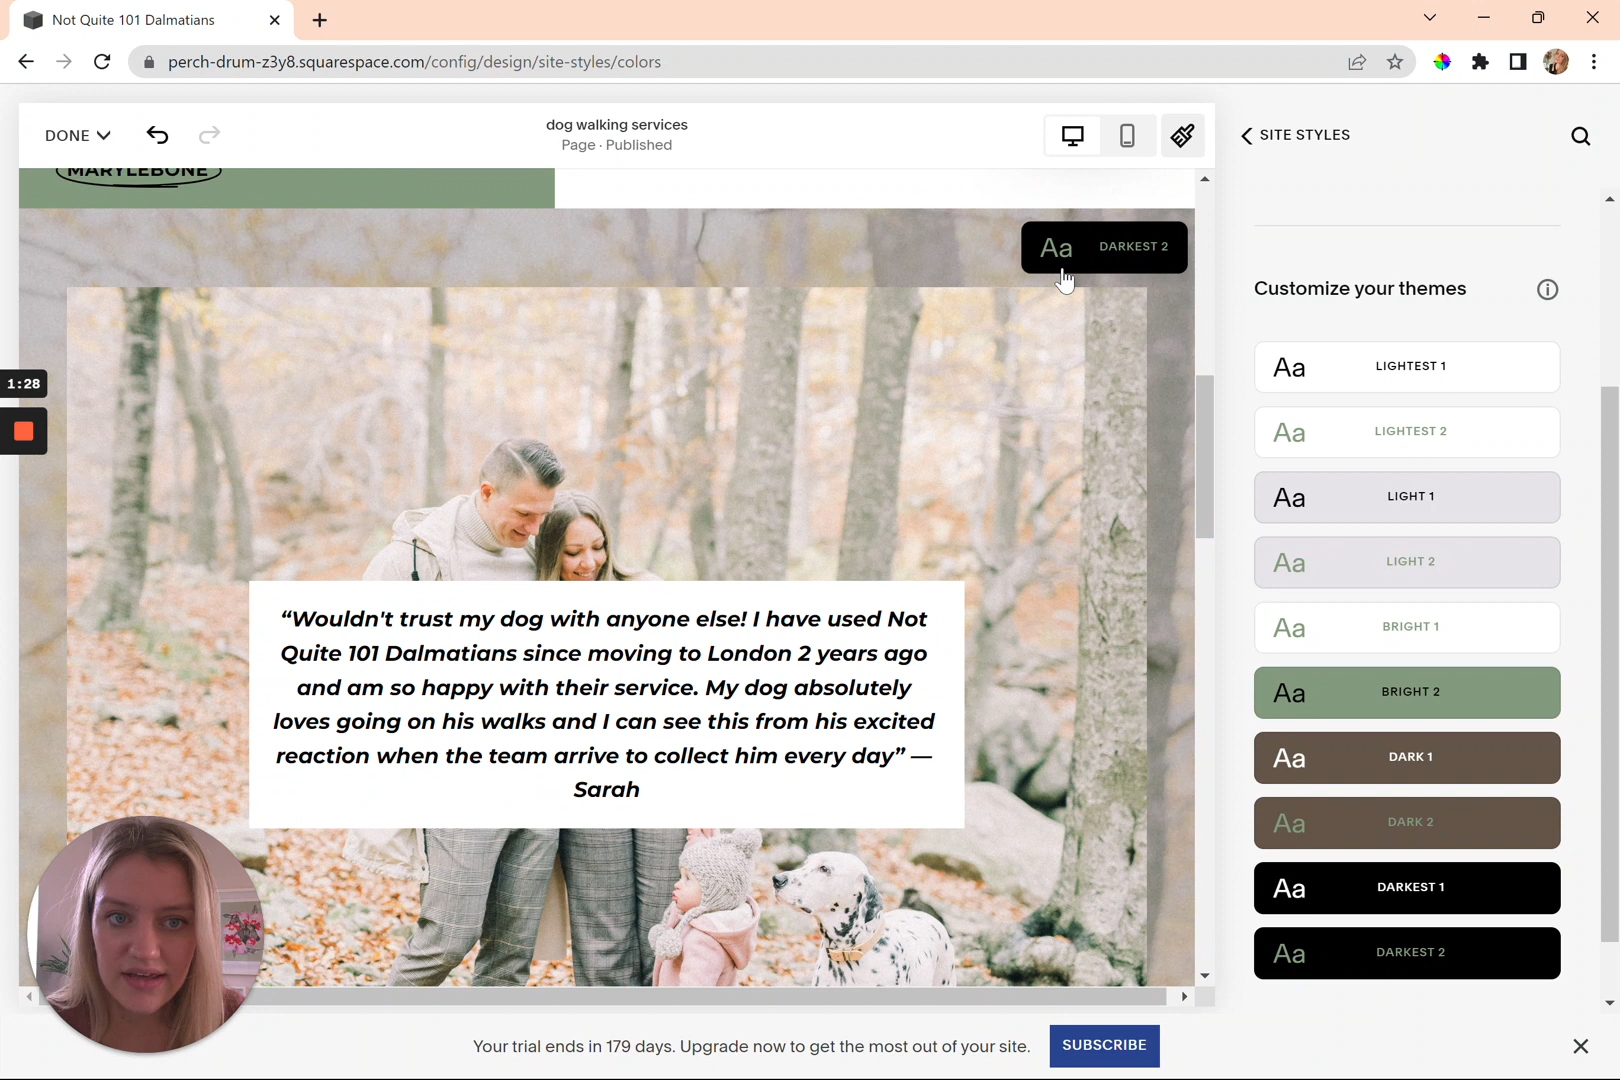 Not Quite 101 Dalmatians
perch-drum-z3y8.squarespace.com/config/design/site-styles/colors
DONE
dog walking services
Page · Published
SITE STYLES
MARYLEBONE
Aa DARKEST 2
Customize your themes
Aa LIGHTEST 1
Aa LIGHTEST 2
Aa LIGHT 1
Aa LIGHT 2
Aa BRIGHT 1
Aa BRIGHT 2
Aa DARK 1
Aa DARK 2
Aa DARKEST 1
Aa DARKEST 2
1:28
“Wouldn't trust my dog with anyone else! I have used Not
Quite 101 Dalmatians since moving to London 2 years ago
and am so happy with their service. My dog absolutely
loves going on his walks and I can see this from his excited
reaction when the team arrive to collect him every day” —
Sarah
Your trial ends in 179 days. Upgrade now to get the most out of your site.
SUBSCRIBE